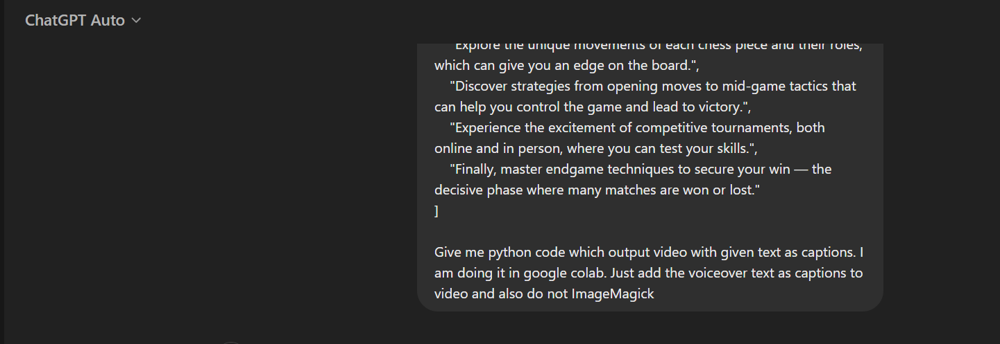 ChatGPT Auto
"Explore the unique movements of each chess piece and their roles,
which can give you an edge on the board.",
"Discover strategies from opening moves to mid-game tactics that
can help you control the game and lead to victory.",
"Experience the excitement of competitive tournaments, both
online and in person, where you can test your skills.",
"Finally, master endgame techniques to secure your win — the
decisive phase where many matches are won or lost."
]
Give me python code which output video with given text as captions. I
am doing it in google colab. Just add the voiceover text as captions to
video and also do not ImageMagick